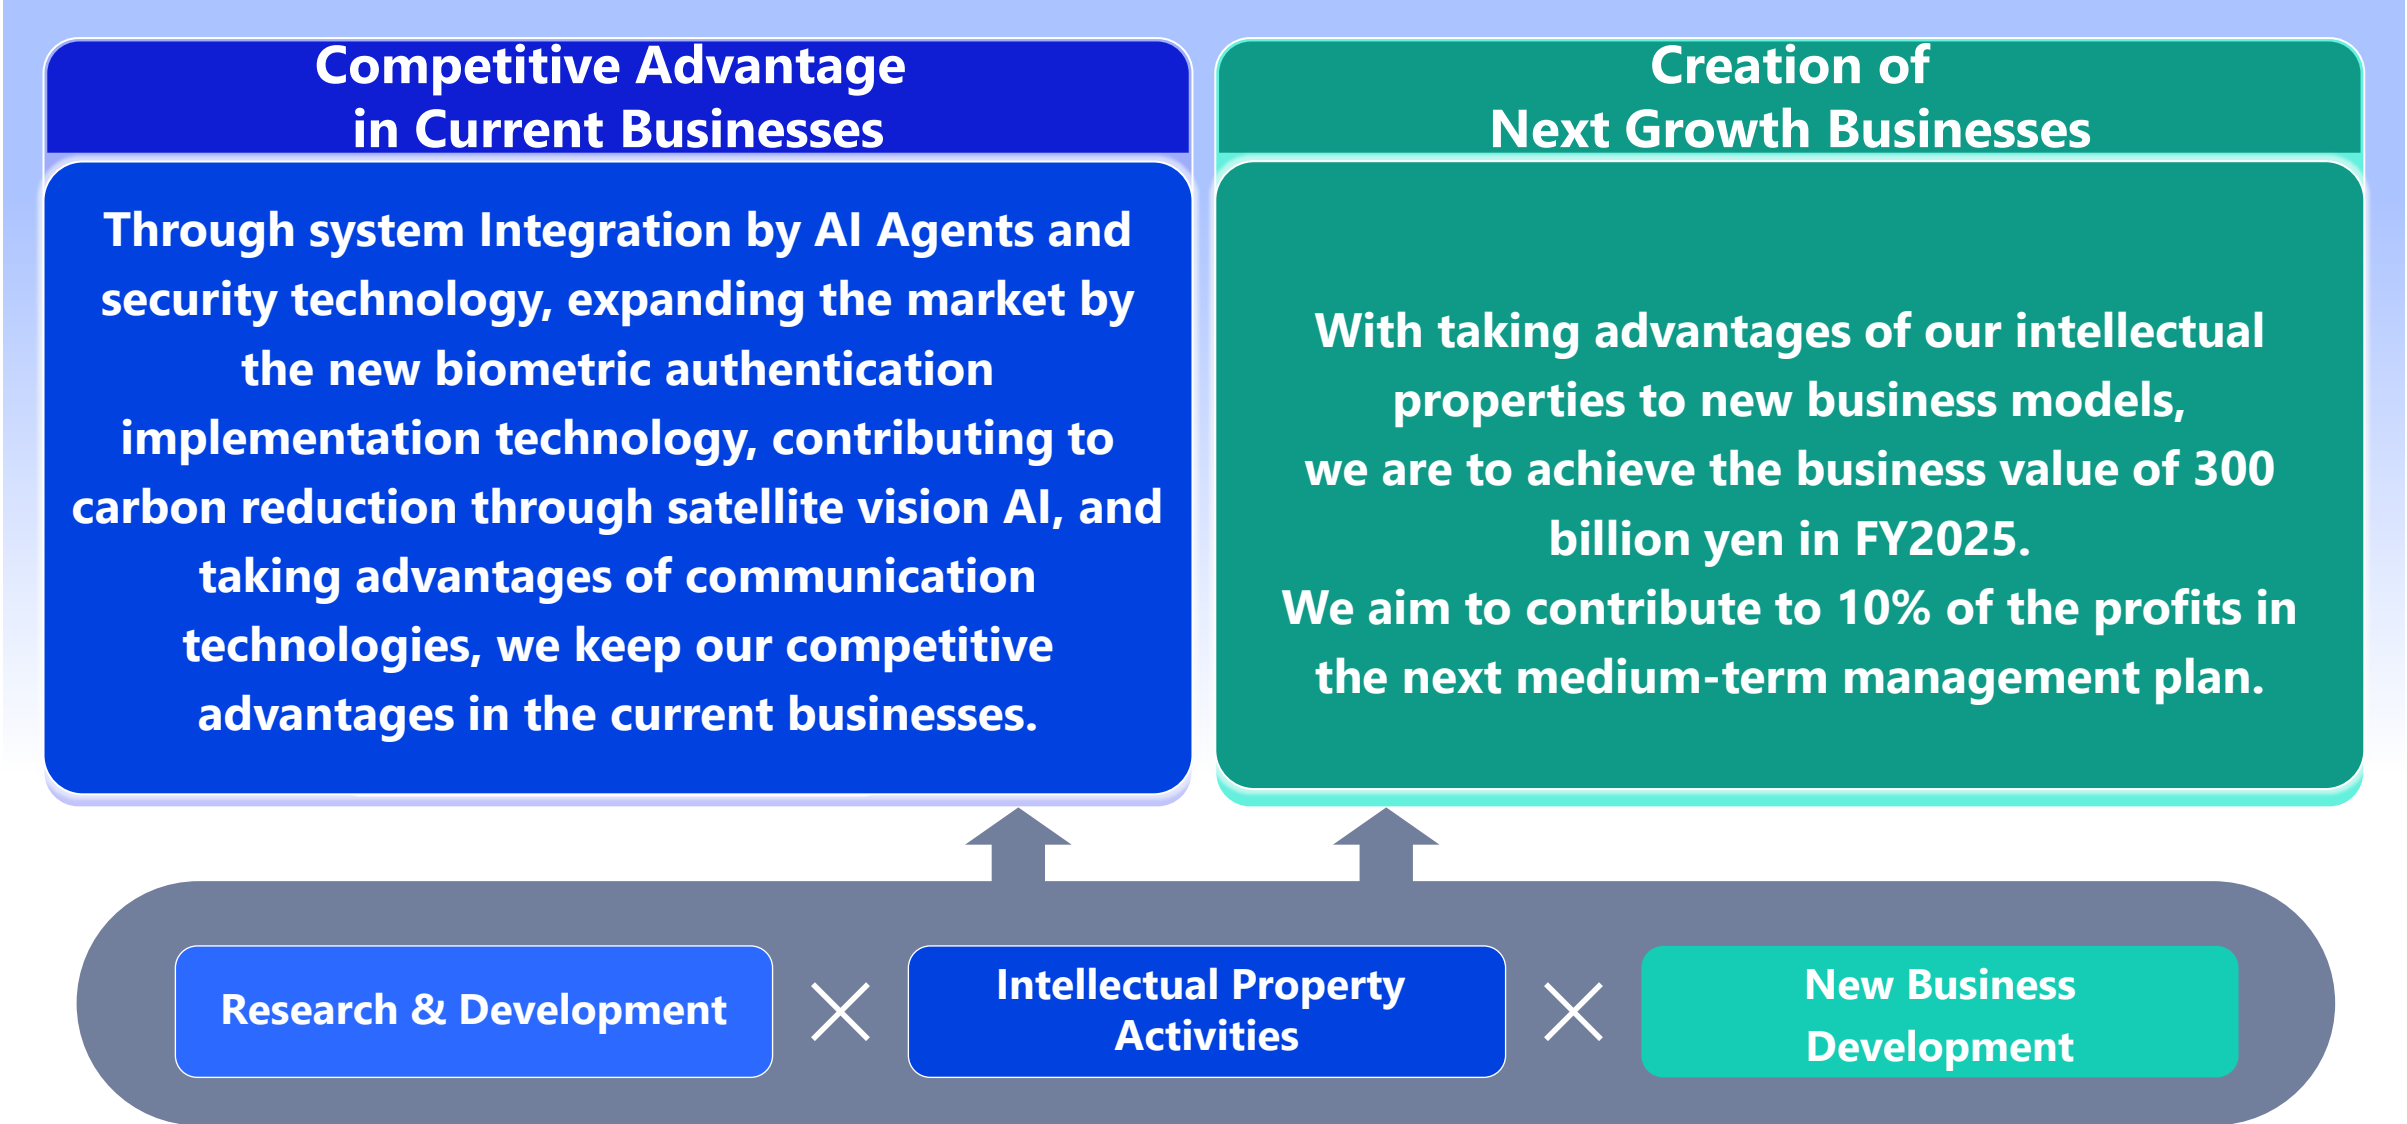 Competitive Advantage
in Current Businesses
Through system Integration by AI Agents and
security technology, expanding the market by
the new biometric authentication
implementation technology, contributing to
carbon reduction through satellite vision AI, and
taking advantages of communication
technologies, we keep our competitive
advantages in the current businesses.
Creation of
Next Growth Businesses
With taking advantages of our intellectual
properties to new business models,
we are to achieve the business value of 300
billion yen in FY2025.
We aim to contribute to 10% of the profits in
the next medium-term management plan.
Research & Development
Intellectual Property
Activities
New Business
Development